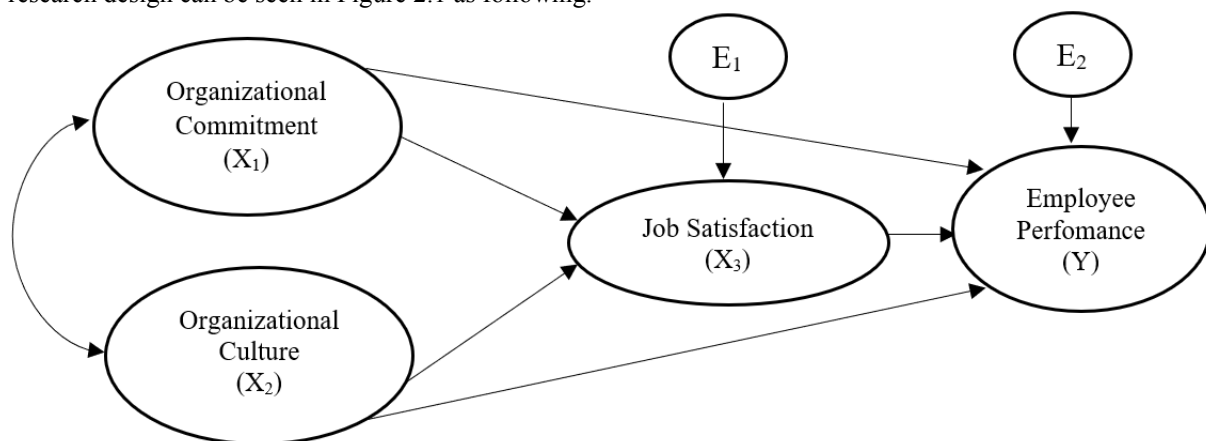 research design can be seen in Figure 2.1 as following:
Organizational
Commitment
(X₁)
E₁
E₂
Job Satisfaction
(X₃)
Employee
Perfomance
(Y)
Organizational
Culture
(X₂)